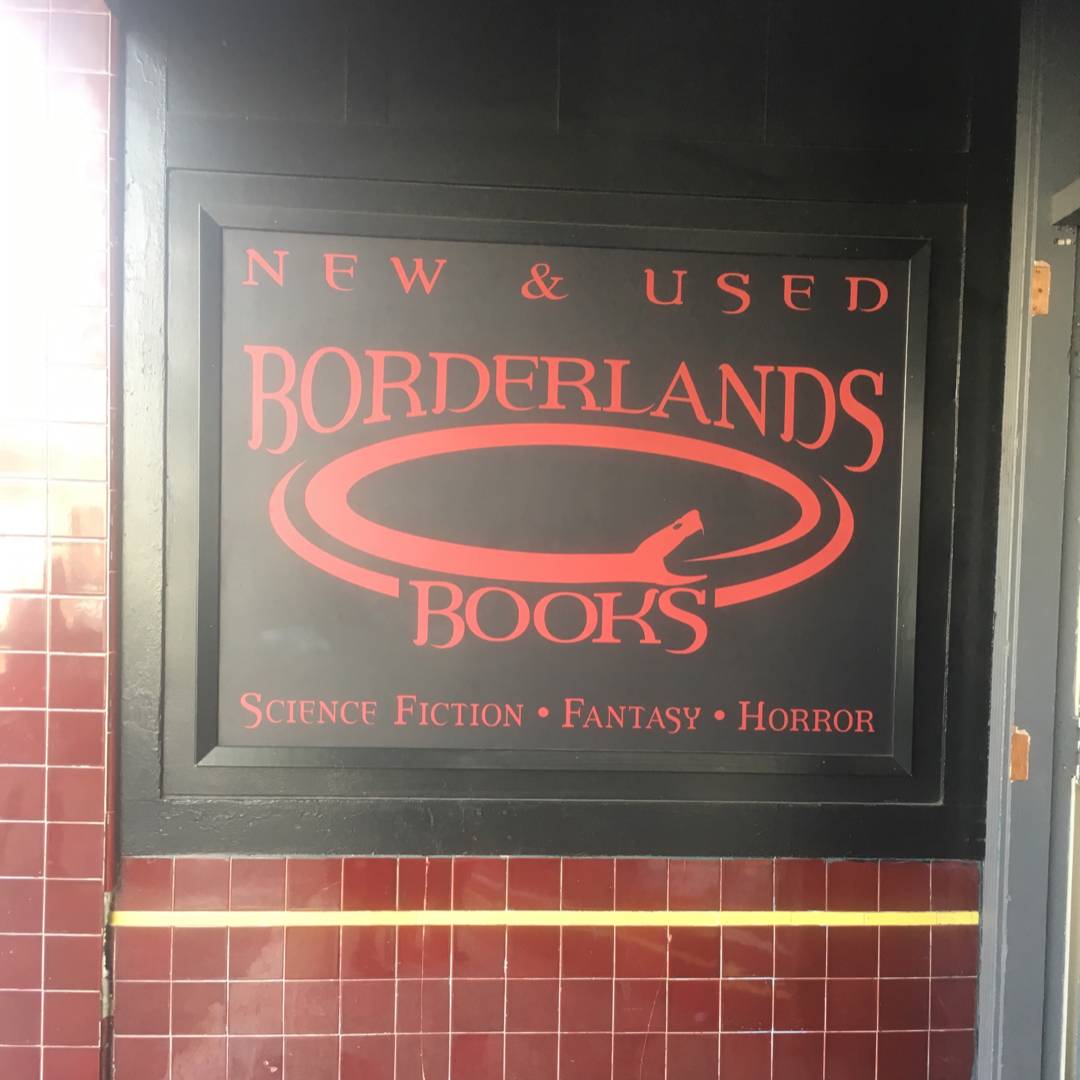 NEW & USED
BORDERLANDS
BOOKS
SCIENCE FICTION • FANTASY • HORROR